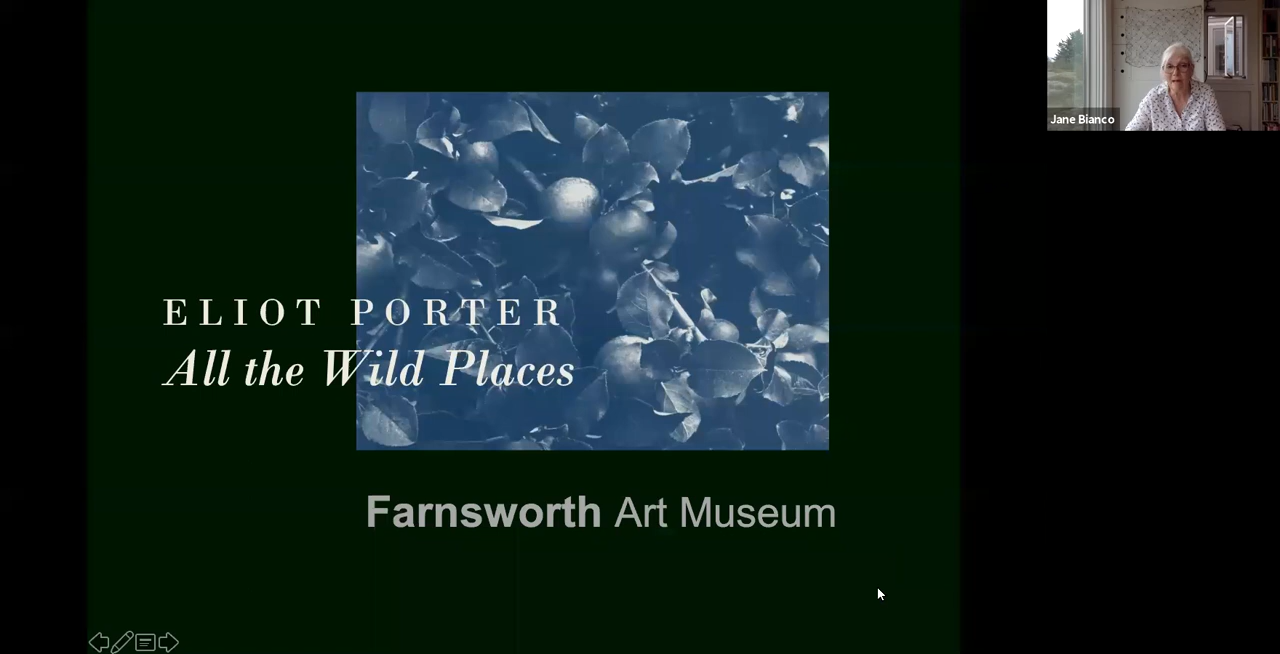 ELIOT PORTER
All the Wild Places
Farnsworth Art Museum
Jane Bianco